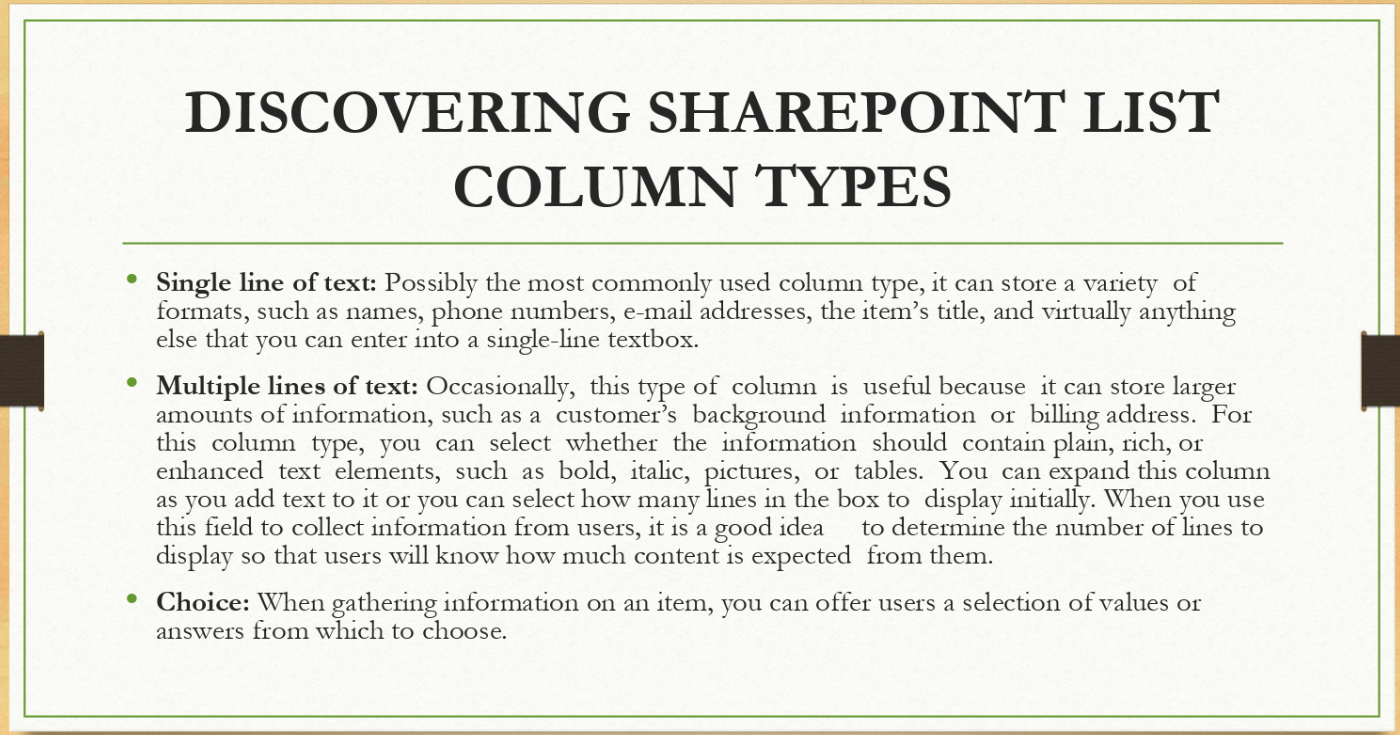 DISCOVERING SHAREPOINT LIST
COLUMN TYPES
• Single line of text: Possibly the most commonly used column type, it can store a variety of
formats, such as names, phone numbers, e-mail addresses, the item’s title, and virtually anything
else that you can enter into a single-line textbox.
• Multiple lines of text: Occasionally, this type of column is useful because it can store larger
amounts of information, such as a customer’s background information or billing address. For
this column type, you can select whether the information should contain plain, rich, or
enhanced text elements, such as bold, italic, pictures, or tables. You can expand this column
as you add text to it or you can select how many lines in the box to display initially. When you use
this field to collect information from users, it is a good idea to determine the number of lines to
display so that users will know how much content is expected from them.
• Choice: When gathering information on an item, you can offer users a selection of values or
answers from which to choose.